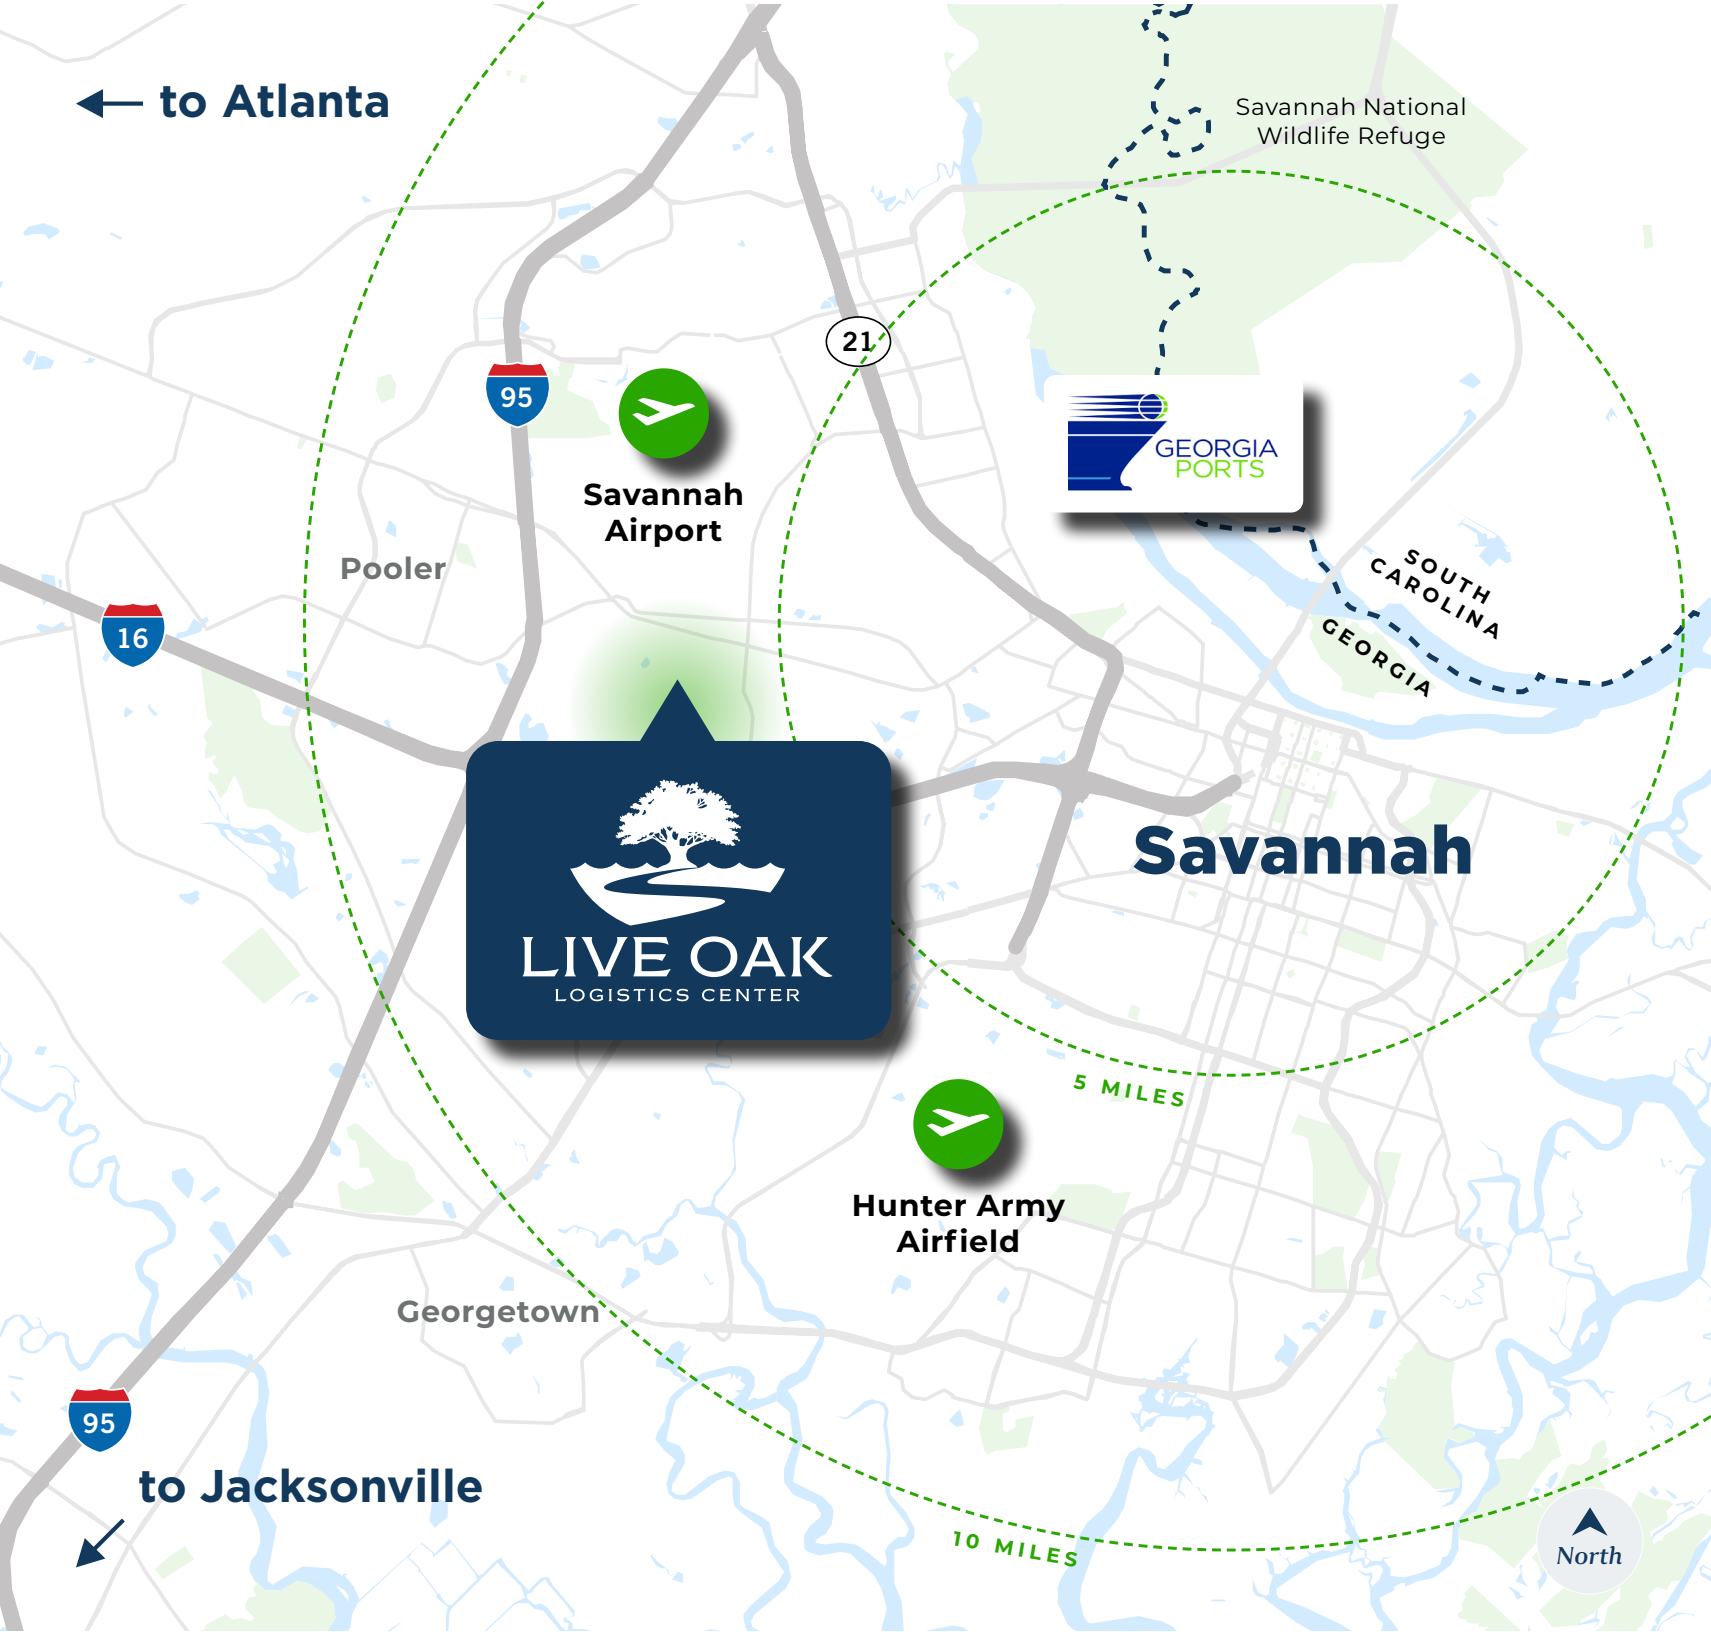 to Atlanta
Savannah National
Wildlife Refuge
21
95
GEORGIA
PORTS
Savannah
Airport
Pooler
SOUTH
CAROLINA
GEORGIA
16
Savannah
LIVE OAK
LOGISTICS CENTER
5 MILES
Hunter Army
Airfield
Georgetown
95
to Jacksonville
10 MILES
North